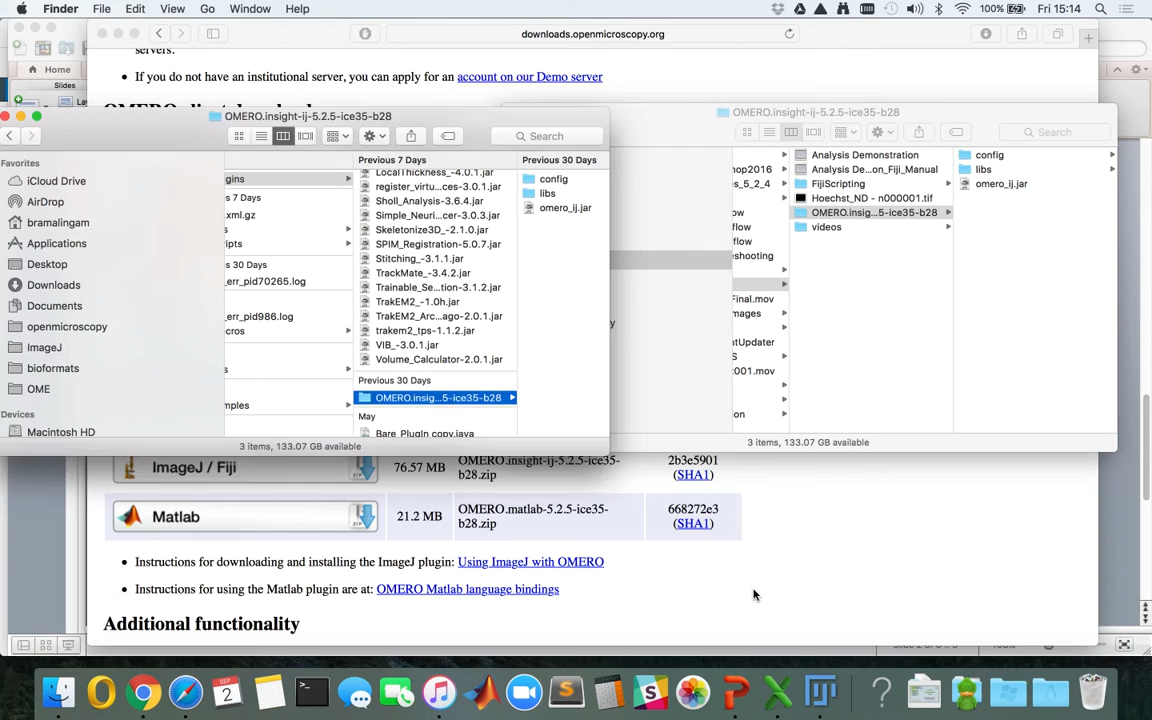 Finder File Edit View Go Window Help 100% Fri 15:14
downloads.openmicroscopy.org
Home
Slides
servers.
• If you do not have an institutional server, you can apply for an account on our Demo server
OMERO.insight-ij-5.2.5-ice35-b28
Search
Favorites
iCloud Drive
AirDrop
bramalingam
Applications
Desktop
Downloads
Documents
openmicroscopy
ImageJ
bioformats
OME
Devices
Macintosh HD
gins
s 7 Days
.xml.gz
s
ipts
s 30 Days
_err_pid70265.log
_err_pid986.log
cros
s
nples
Previous 7 Days
LocalThickness_-4.0.1.jar
register_virtu...ces-3.0.1.jar
Sholl_Analysis-3.6.4.jar
Simple_Neuri...cer-3.0.3.jar
Skeletonize3D_-2.1.0.jar
SPIM_Registration-5.0.7.jar
Stitching_-3.1.1.jar
TrackMate_-3.4.2.jar
Trainable_Se...tion-3.1.2.jar
TrakEM2_-1.0h.jar
TrakEM2_Arc...ago-2.0.1.jar
trakem2_tps-1.1.2.jar
VIB_-3.0.1.jar
Volume_Calculator-2.0.1.jar
Previous 30 Days
OMERO.insig...5-ice35-b28
May
Bare_PlugIn copy.java
Previous 30 Days
config
libs
omero_ij.jar
3 items, 133.07 GB available
OMERO.insight-ij-5.2.5-ice35-b28
Search
hop2016
s_5_2_4
ow
flow
flow
eshooting
Final.mov
mages
ntUpdater
S
001.mov
on
Analysis Demonstration
Analysis De...on_Fiji_Manual
FijiScripting
Hoechst_ND - n000001.tif
OMERO.insig...5-ice35-b28
videos
config
libs
omero_ij.jar
3 items, 133.07 GB available
ImageJ / Fiji ZIP 76.57 MB OMERO.insight-ij-5.2.5-ice35-b28.zip 2b3e5901 (SHA1)
Matlab ZIP 21.2 MB OMERO.matlab-5.2.5-ice35-b28.zip 668272e3 (SHA1)
• Instructions for downloading and installing the ImageJ plugin: Using ImageJ with OMERO
• Instructions for using the Matlab plugin are at: OMERO Matlab language bindings
Additional functionality
SEP
2